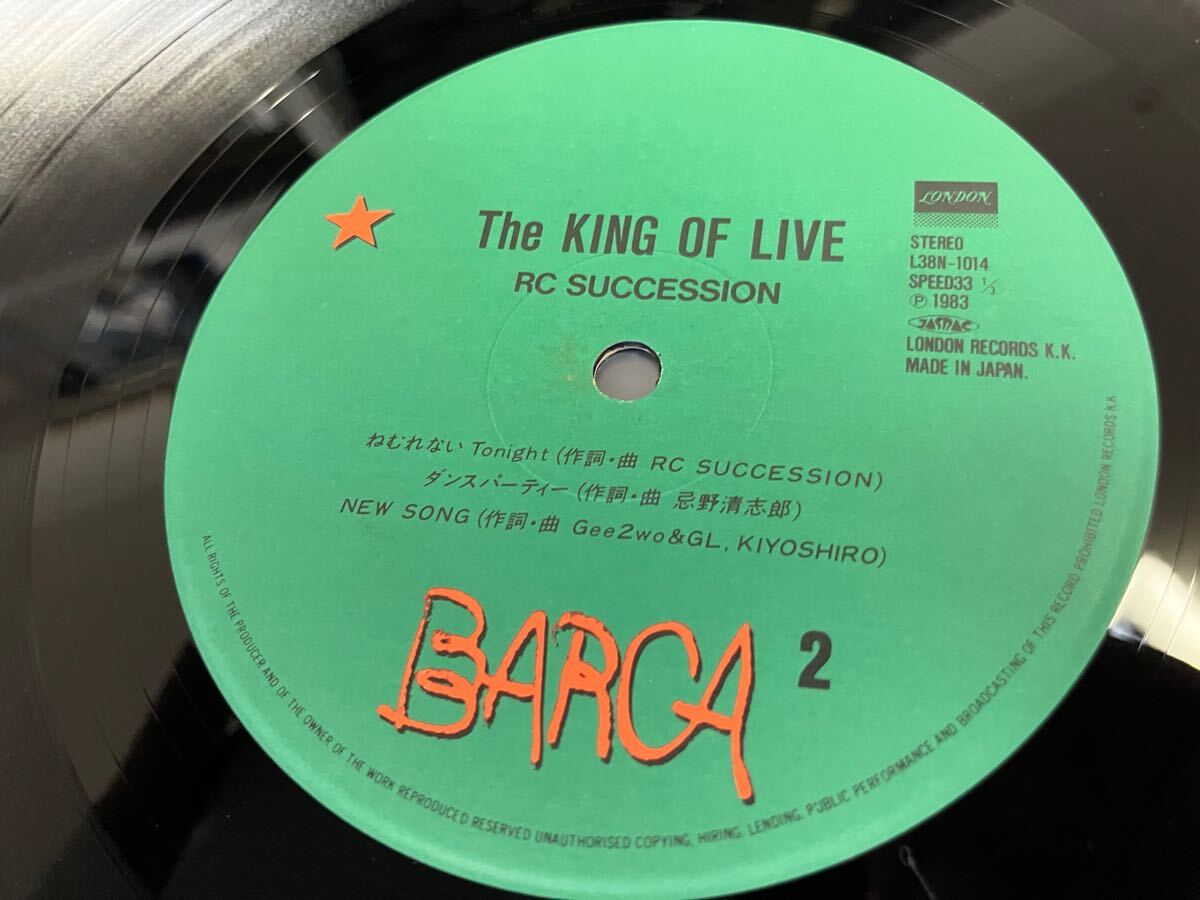 The KING OF LIVE
RC SUCCESSION
LONDON
STEREO
L38N-1014
SPEED33 1/3
Ⓟ 1983
JASRAC
LONDON RECORDS K.K.
MADE IN JAPAN.
ねむれない Tonight (作詞・曲 RC SUCCESSION)
ダンスパーティー (作詞・曲 忌野清志郎)
NEW SONG (作詞・曲 Gee2wo&GL, KIYOSHIRO)
BARCA 2
ALL RIGHTS OF THE PRODUCER AND OF THE OWNER OF THE WORK REPRODUCED RESERVED UNAUTHORISED COPYING, HIRING, LENDING, PUBLIC PERFORMANCE AND BROADCASTING OF THIS RECORD PROHIBITED LONDON RECORDS K.K